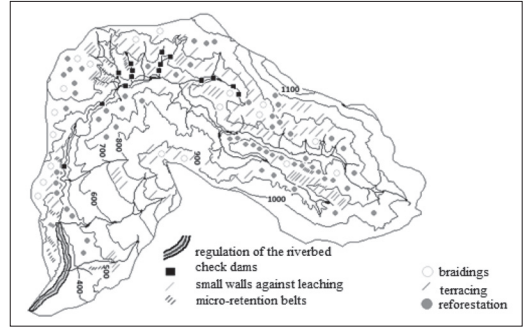 1100
800
700
900
600
1000
500
400
regulation of the riverbed
check dams
small walls against leaching
micro-retention belts
braidings
terracing
reforestation